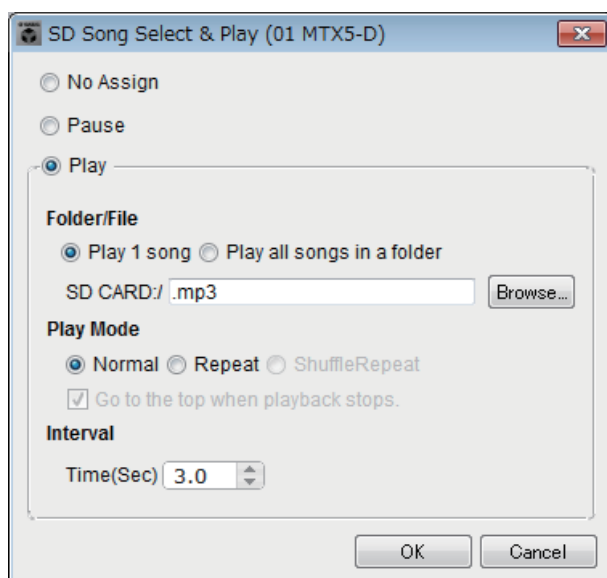 SD Song Select & Play (01 MTX5-D)
No Assign
Pause
Play
Folder/File
Play 1 song Play all songs in a folder
SD CARD:/ .mp3 Browse...
Play Mode
Normal Repeat ShuffleRepeat
Go to the top when playback stops.
Interval
Time(Sec) 3.0
OK Cancel